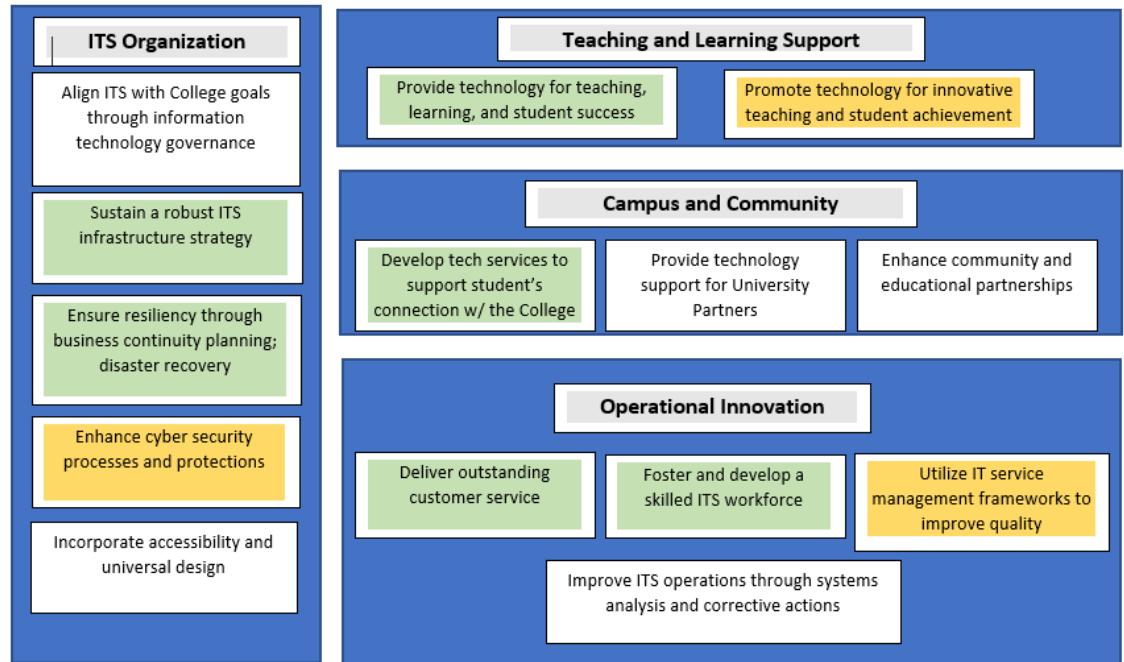 ITS Organization
Align ITS with College goals
through information
technology governance
Sustain a robust ITS
infrastructure strategy
Ensure resiliency through
business continuity planning;
disaster recovery
Enhance cyber security
processes and protections
Incorporate accessibility and
universal design
Teaching and Learning Support
Provide technology for teaching,
learning, and student success
Promote technology for innovative
teaching and student achievement
Campus and Community
Develop tech services to
support student’s
connection w/ the College
Provide technology
support for University
Partners
Enhance community and
educational partnerships
Operational Innovation
Deliver outstanding
customer service
Foster and develop a
skilled ITS workforce
Utilize IT service
management frameworks to
improve quality
Improve ITS operations through systems
analysis and corrective actions